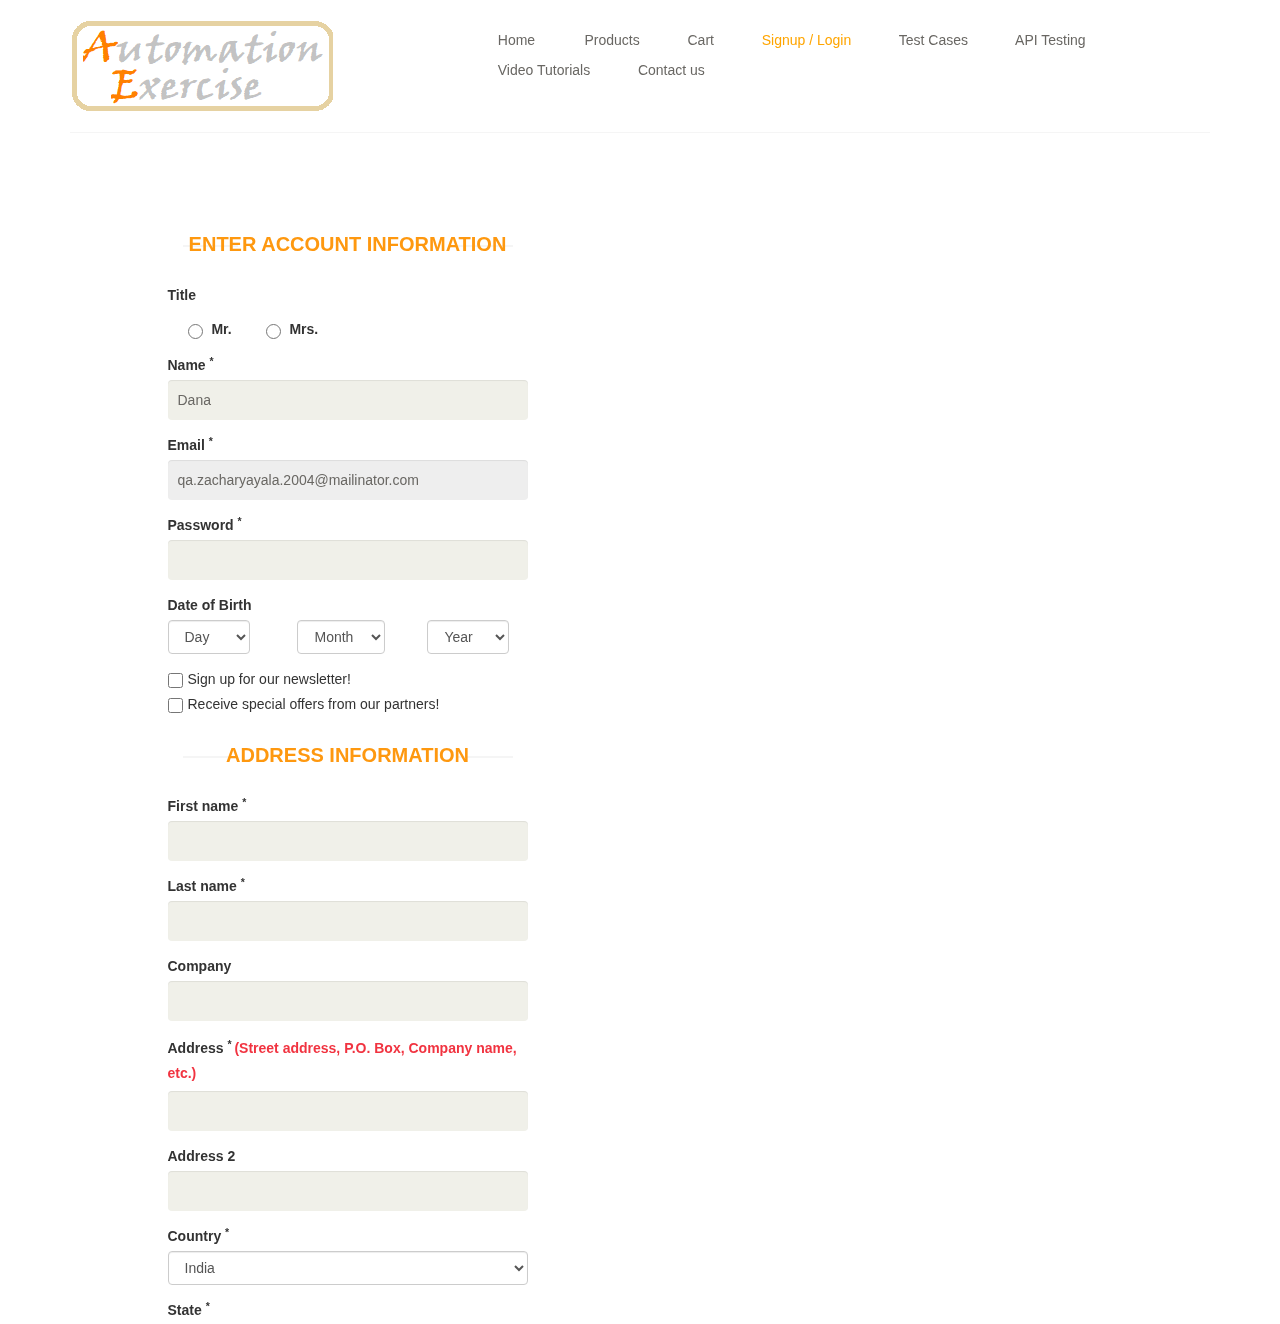 Automation
Exercise
Home Products Cart Signup / Login Test Cases API Testing
Video Tutorials Contact us
ENTER ACCOUNT INFORMATION
Title
Mr. Mrs.
Name *
Dana
Email *
qa.zacharyayala.2004@mailinator.com
Password *
Date of Birth
Day Month Year
Sign up for our newsletter!
Receive special offers from our partners!
ADDRESS INFORMATION
First name *
Last name *
Company
Address * (Street address, P.O. Box, Company name,
etc.)
Address 2
Country *
India
State *